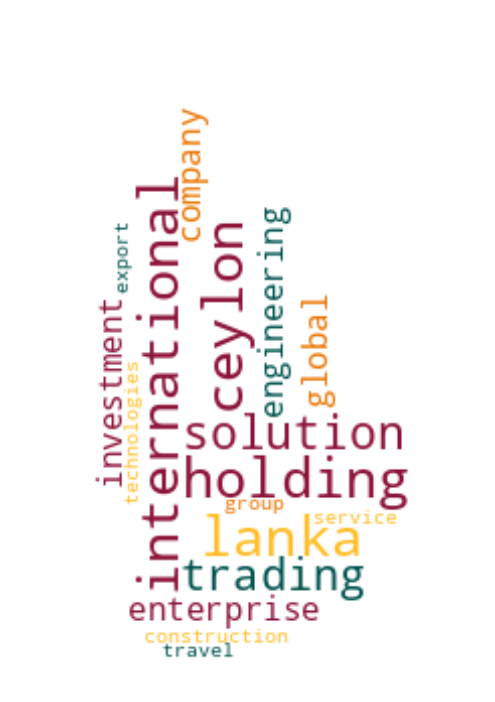 company
international
export
ceylon
engineering
investment
global
technologies
solution
holding
group
service
lanka
trading
enterprise
construction
travel